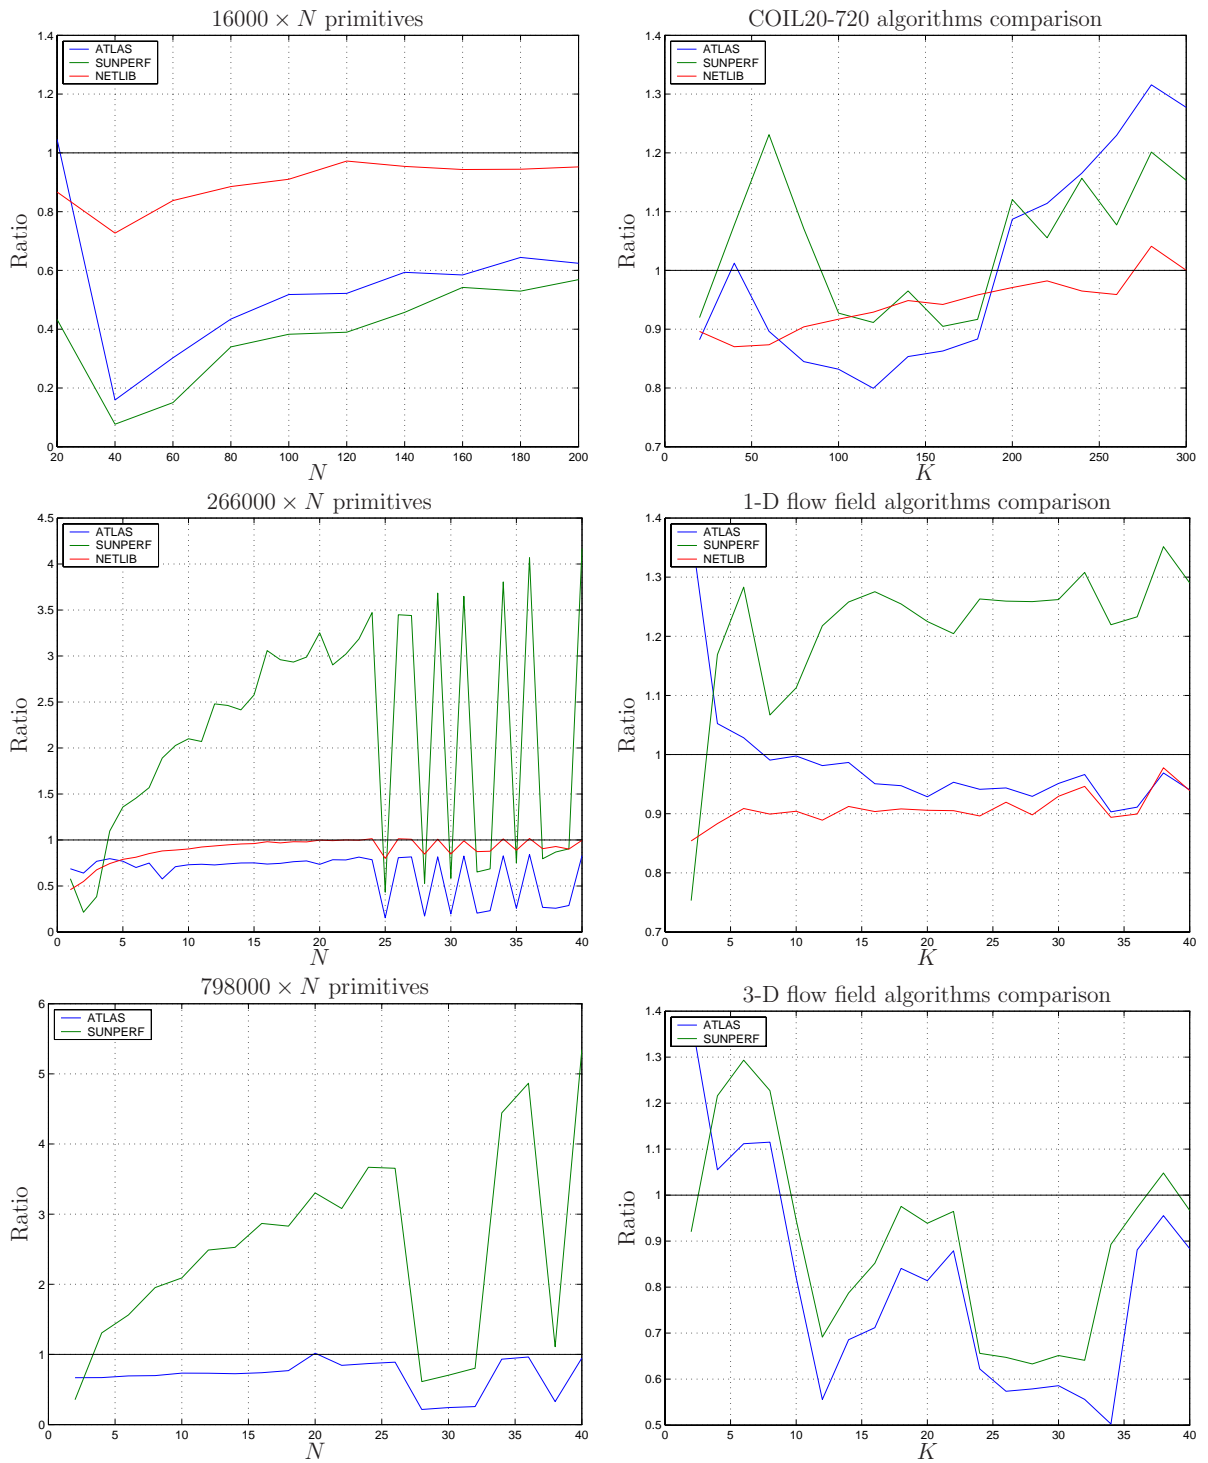 16000 × N primitives
1.4
1.2
1
0.8
0.6
0.4
0.2
0
ATLAS
SUNPERF
NETLIB
Ratio
20 40 60 80 100 120 140 160 180 200
N
COIL20-720 algorithms comparison
1.4
1.3
1.2
1.1
1
0.9
0.8
0.7
ATLAS
SUNPERF
NETLIB
Ratio
0 50 100 150 200 250 300
K
266000 × N primitives
4.5
4
3.5
3
2.5
2
1.5
1
0.5
0
ATLAS
SUNPERF
NETLIB
Ratio
0 5 10 15 20 25 30 35 40
N
1-D flow field algorithms comparison
1.4
1.3
1.2
1.1
1
0.9
0.8
0.7
ATLAS
SUNPERF
NETLIB
Ratio
0 5 10 15 20 25 30 35 40
K
798000 × N primitives
6
5
4
3
2
1
0
ATLAS
SUNPERF
Ratio
0 5 10 15 20 25 30 35 40
N
3-D flow field algorithms comparison
1.4
1.3
1.2
1.1
1
0.9
0.8
0.7
0.6
0.5
ATLAS
SUNPERF
Ratio
0 5 10 15 20 25 30 35 40
K